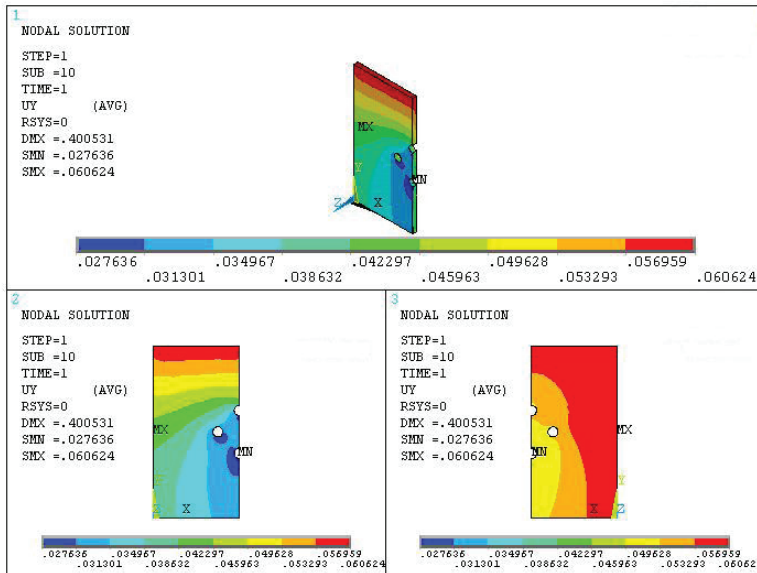 1
NODAL SOLUTION
STEP=1
SUB =10
TIME=1
UY (AVG)
RSYS=0
DMX =.400531
SMN =.027636
SMX =.060624
MX
MN
Y
Z X
.027636 .034967 .042297 .049628 .056959
.031301 .038632 .045963 .053293 .060624
2
NODAL SOLUTION
STEP=1
SUB =10
TIME=1
UY (AVG)
RSYS=0
DMX =.400531
SMN =.027636
SMX =.060624
MX
MN
Y
Z X
.027636 .034967 .042297 .049628 .056959
.031301 .038632 .045963 .053293 .060624
3
NODAL SOLUTION
STEP=1
SUB =10
TIME=1
UY (AVG)
RSYS=0
DMX =.400531
SMN =.027636
SMX =.060624
MX
MN
Y
X Z
.027636 .034967 .042297 .049628 .056959
.031301 .038632 .045963 .053293 .060624